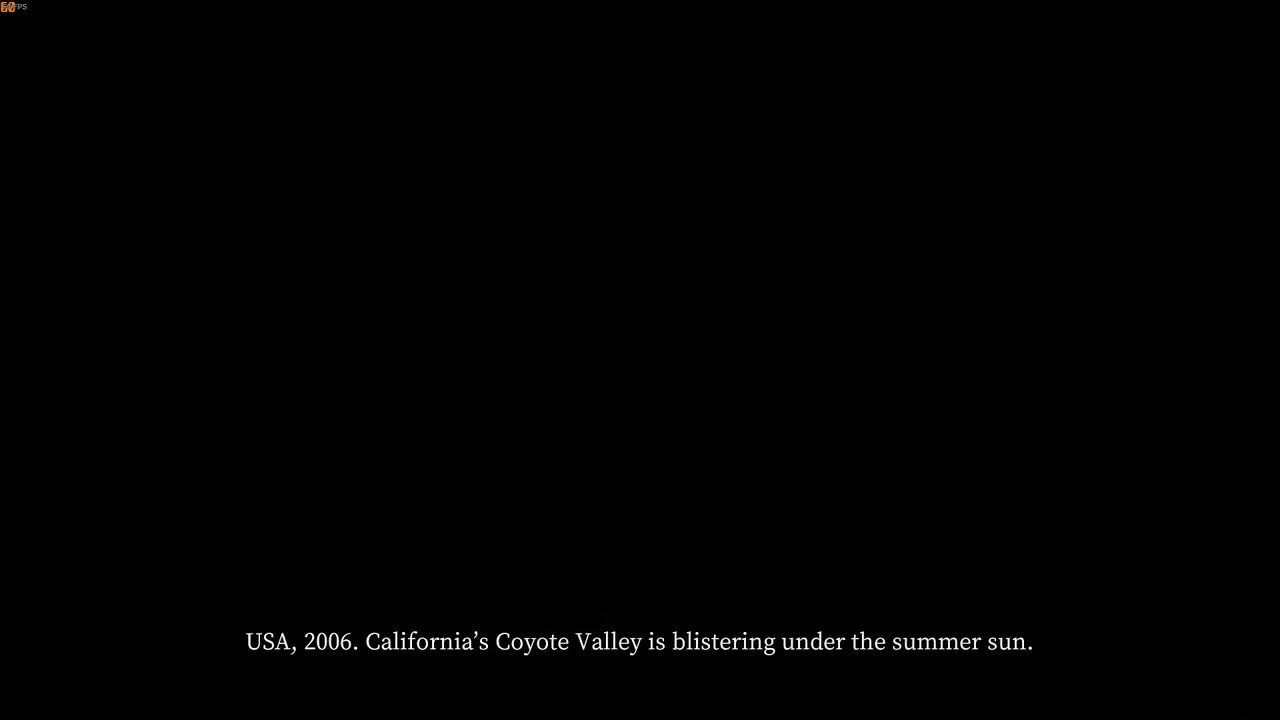 USA, 2006. California’s Coyote Valley is blistering under the summer sun.